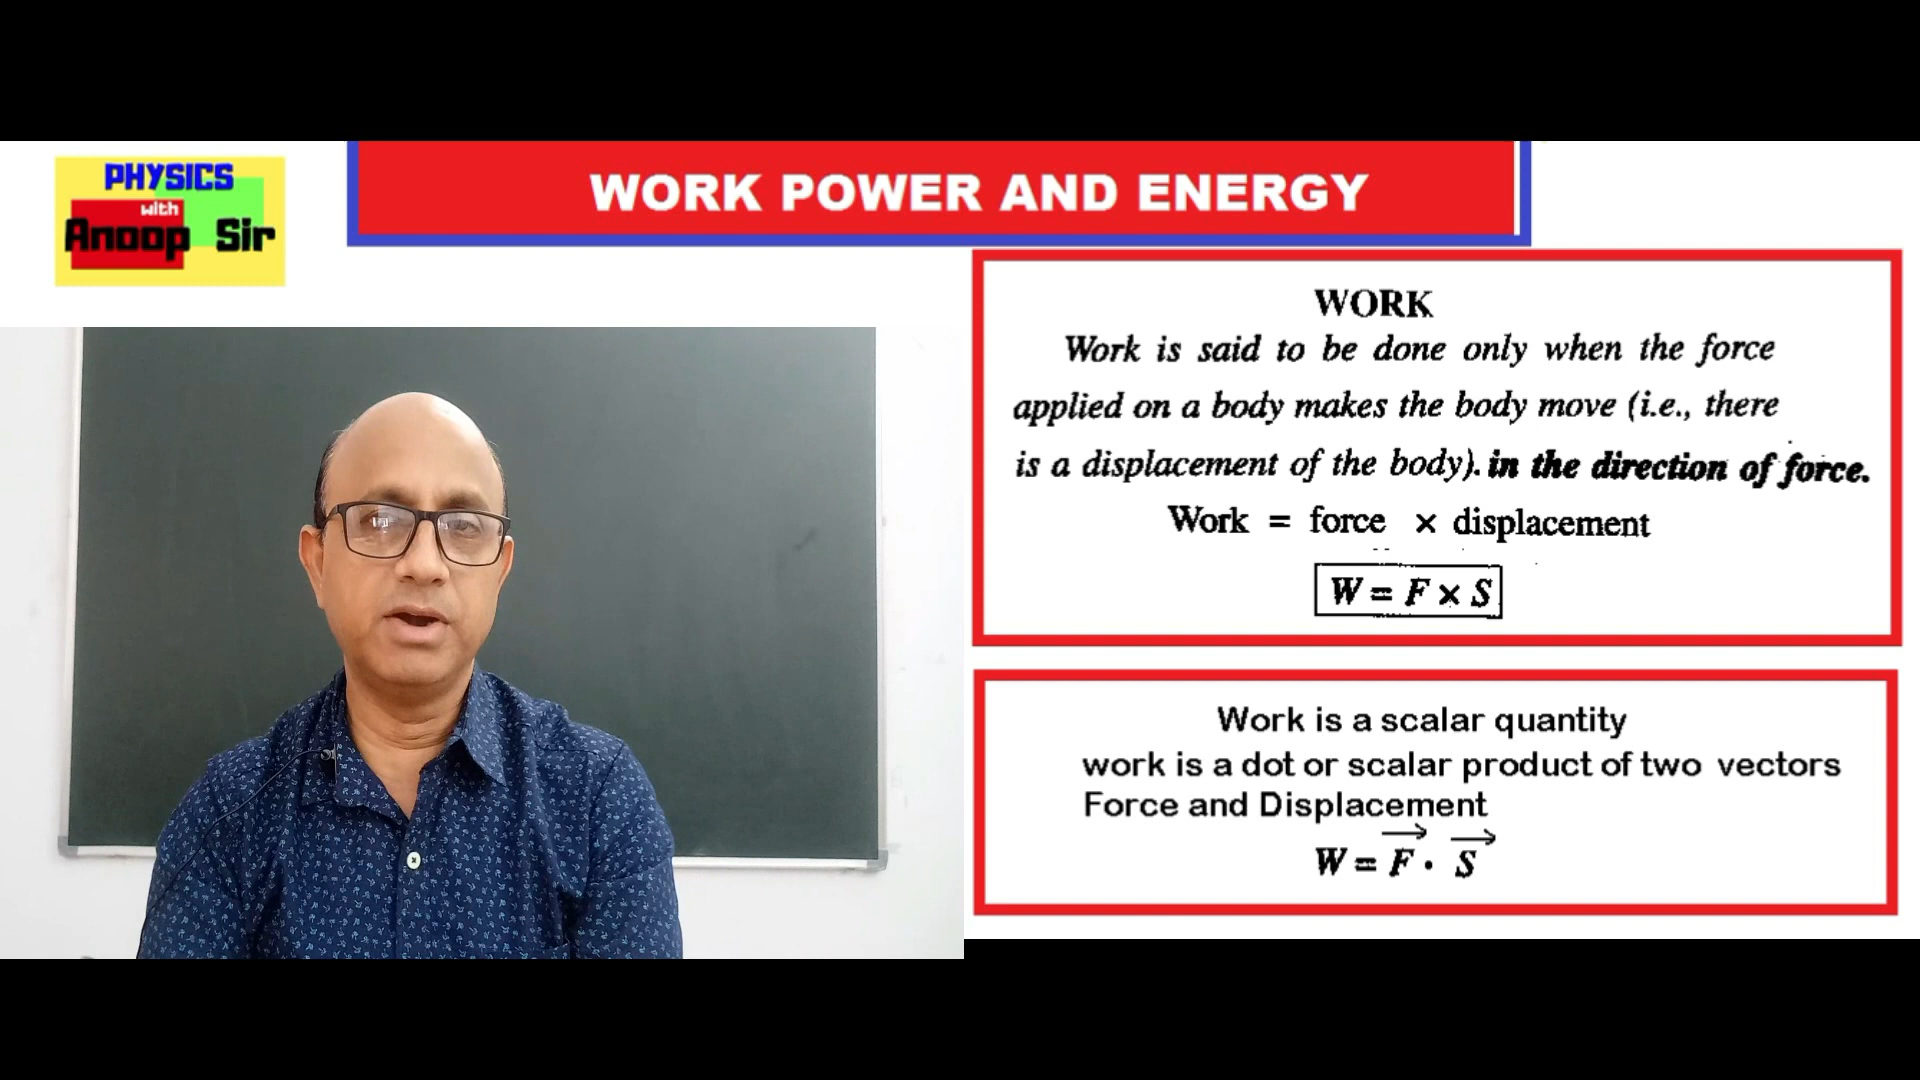 PHYSICS
with
Anoop Sir
WORK POWER AND ENERGY
WORK
Work is said to be done only when the force
applied on a body makes the body move (i.e., there
is a displacement of the body). in the direction of force.
Work = force × displacement
W = F × S
Work is a scalar quantity
work is a dot or scalar product of two vectors
Force and Displacement
W = F⃗ . S⃗